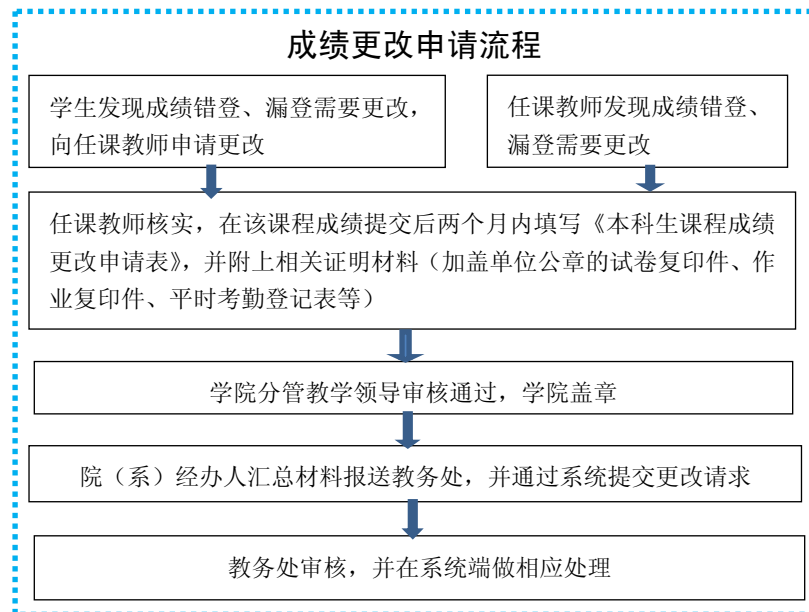 成绩更改申请流程
学生发现成绩错登、漏登需要更改，
向任课教师申请更改
任课教师发现成绩错登、
漏登需要更改
任课教师核实，在该课程成绩提交后两个月内填写《本科生课程成绩
更改申请表》，并附上相关证明材料（加盖单位公章的试卷复印件、作
业复印件、平时考勤登记表等）
学院分管教学领导审核通过，学院盖章
院（系）经办人汇总材料报送教务处，并通过系统提交更改请求
教务处审核，并在系统端做相应处理